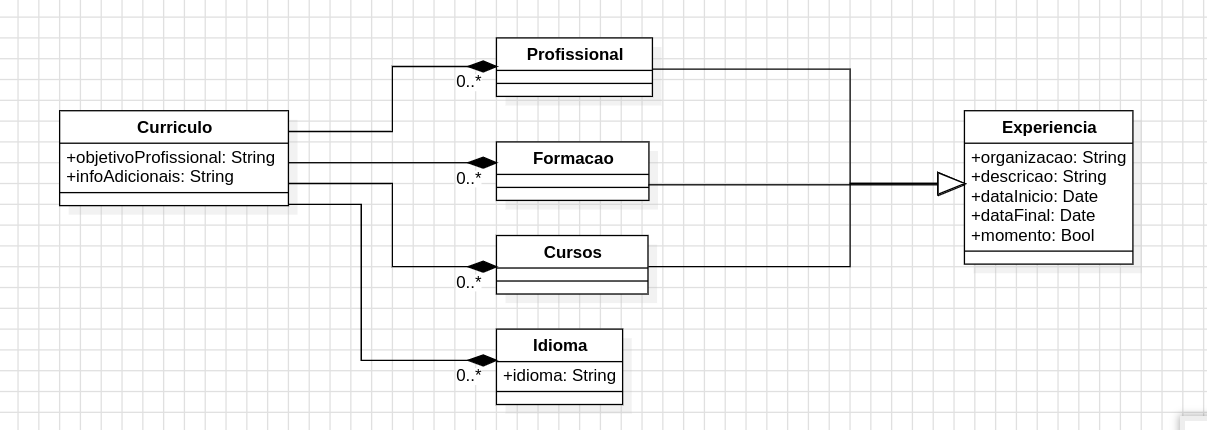 Profissional
0..*
Curriculo
+objetivoProfissional: String
+infoAdicionais: String
Formacao
0..*
Cursos
0..*
Idioma
+idioma: String
0..*
Experiencia
+organizacao: String
+descricao: String
+dataInicio: Date
+dataFinal: Date
+momento: Bool